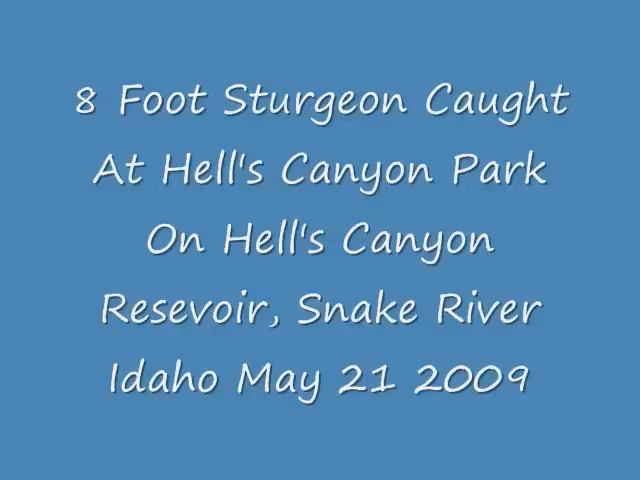 8 Foot Sturgeon Caught
At Hell's Canyon Park
On Hell's Canyon
Resevoir, Snake River
Idaho May 21 2009